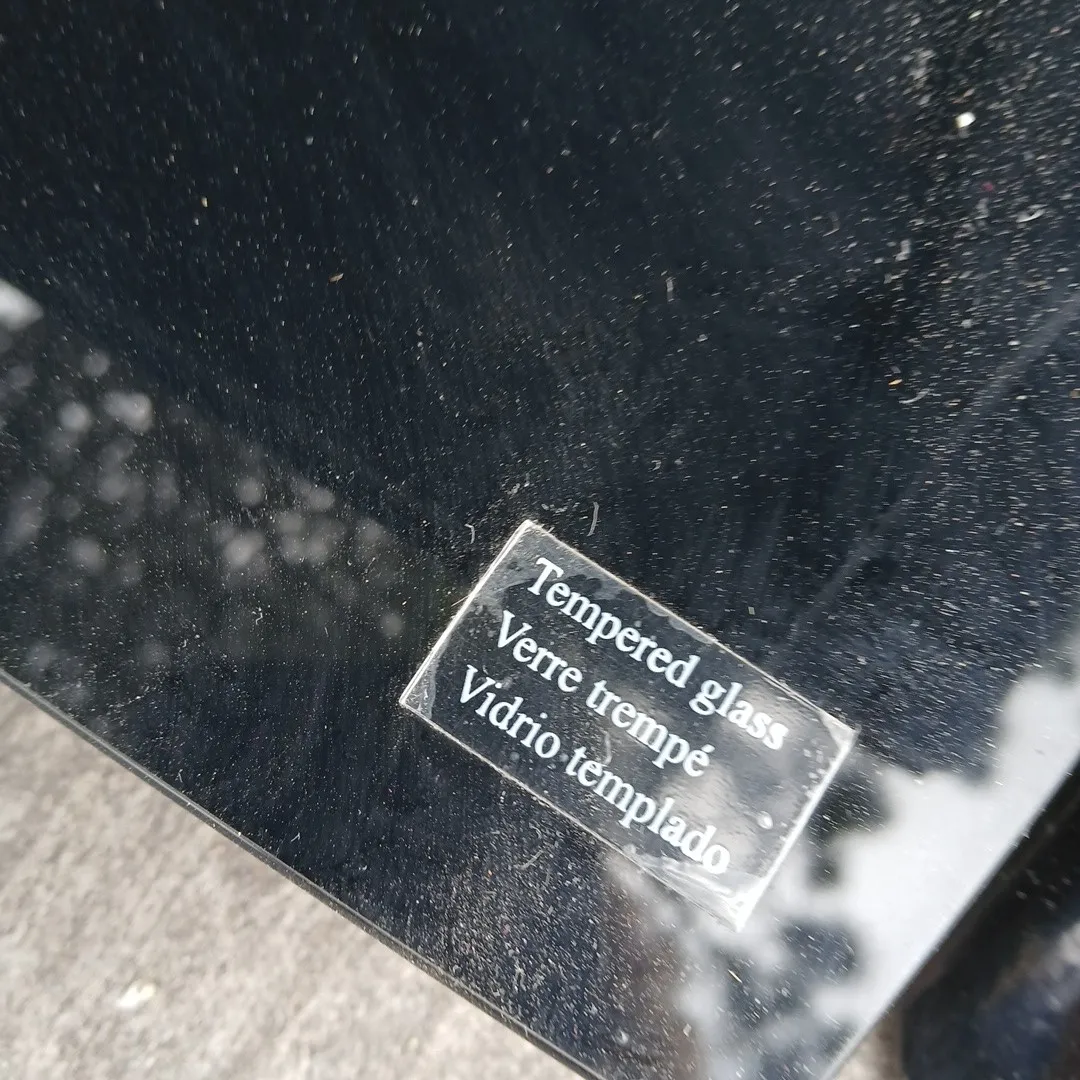 Tempered glass
Verre trempé
Vidrio templado